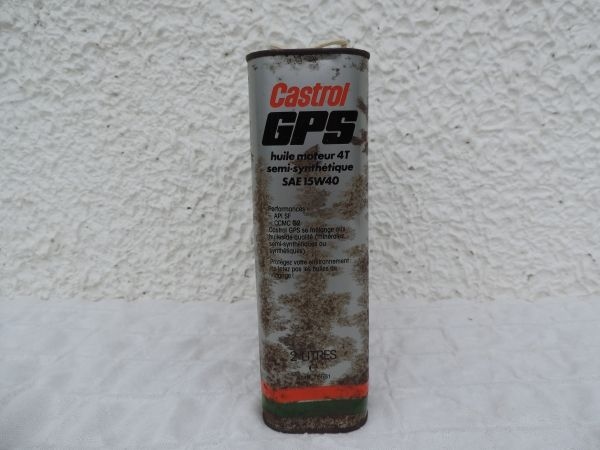 Castrol
GPS
huile moteur 4T
semi-synthétique
SAE 15W40
Performances :
- API SF
- CCMC G2
Castrol GPS se mélange aux
huiles de qualité (minérales,
semi-synthétiques ou
synthétiques).
Protégez votre environnement :
ne jetez pas les huiles de
vidange !
2 LITRES